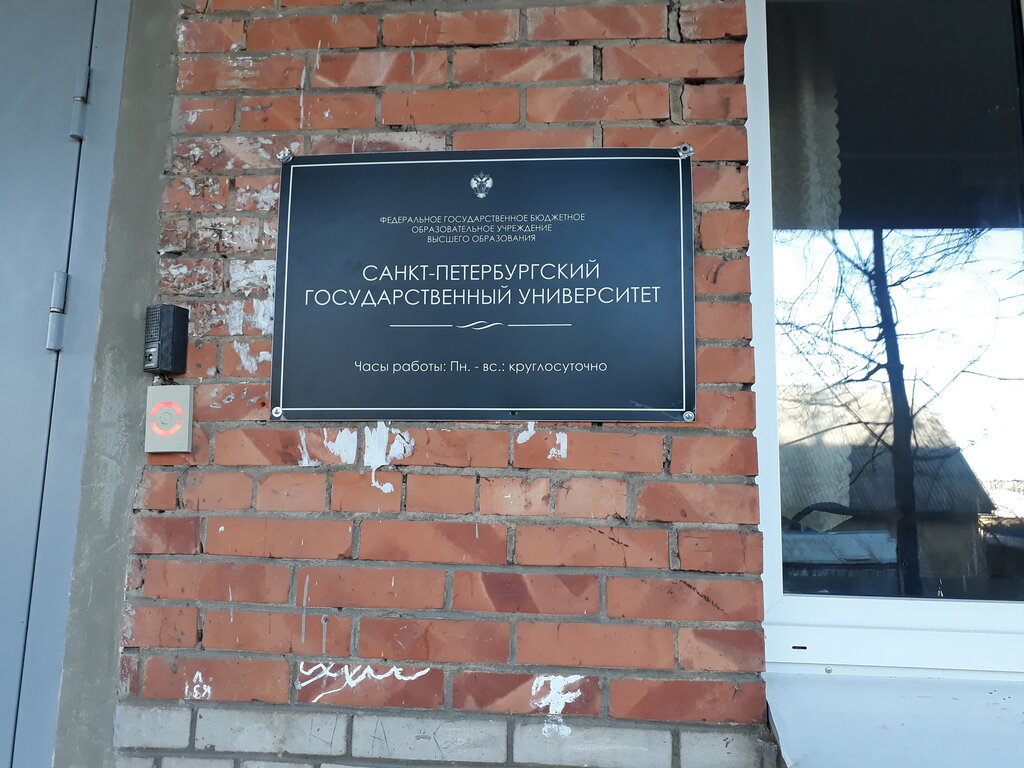 ФЕДЕРАЛЬНОЕ ГОСУДАРСТВЕННОЕ БЮДЖЕТНОЕ
ОБРАЗОВАТЕЛЬНОЕ УЧРЕЖДЕНИЕ
ВЫСШЕГО ОБРАЗОВАНИЯ
САНКТ-ПЕТЕРБУРГСКИЙ
ГОСУДАРСТВЕННЫЙ УНИВЕРСИТЕТ
Часы работы: Пн. - вс.: круглосуточно